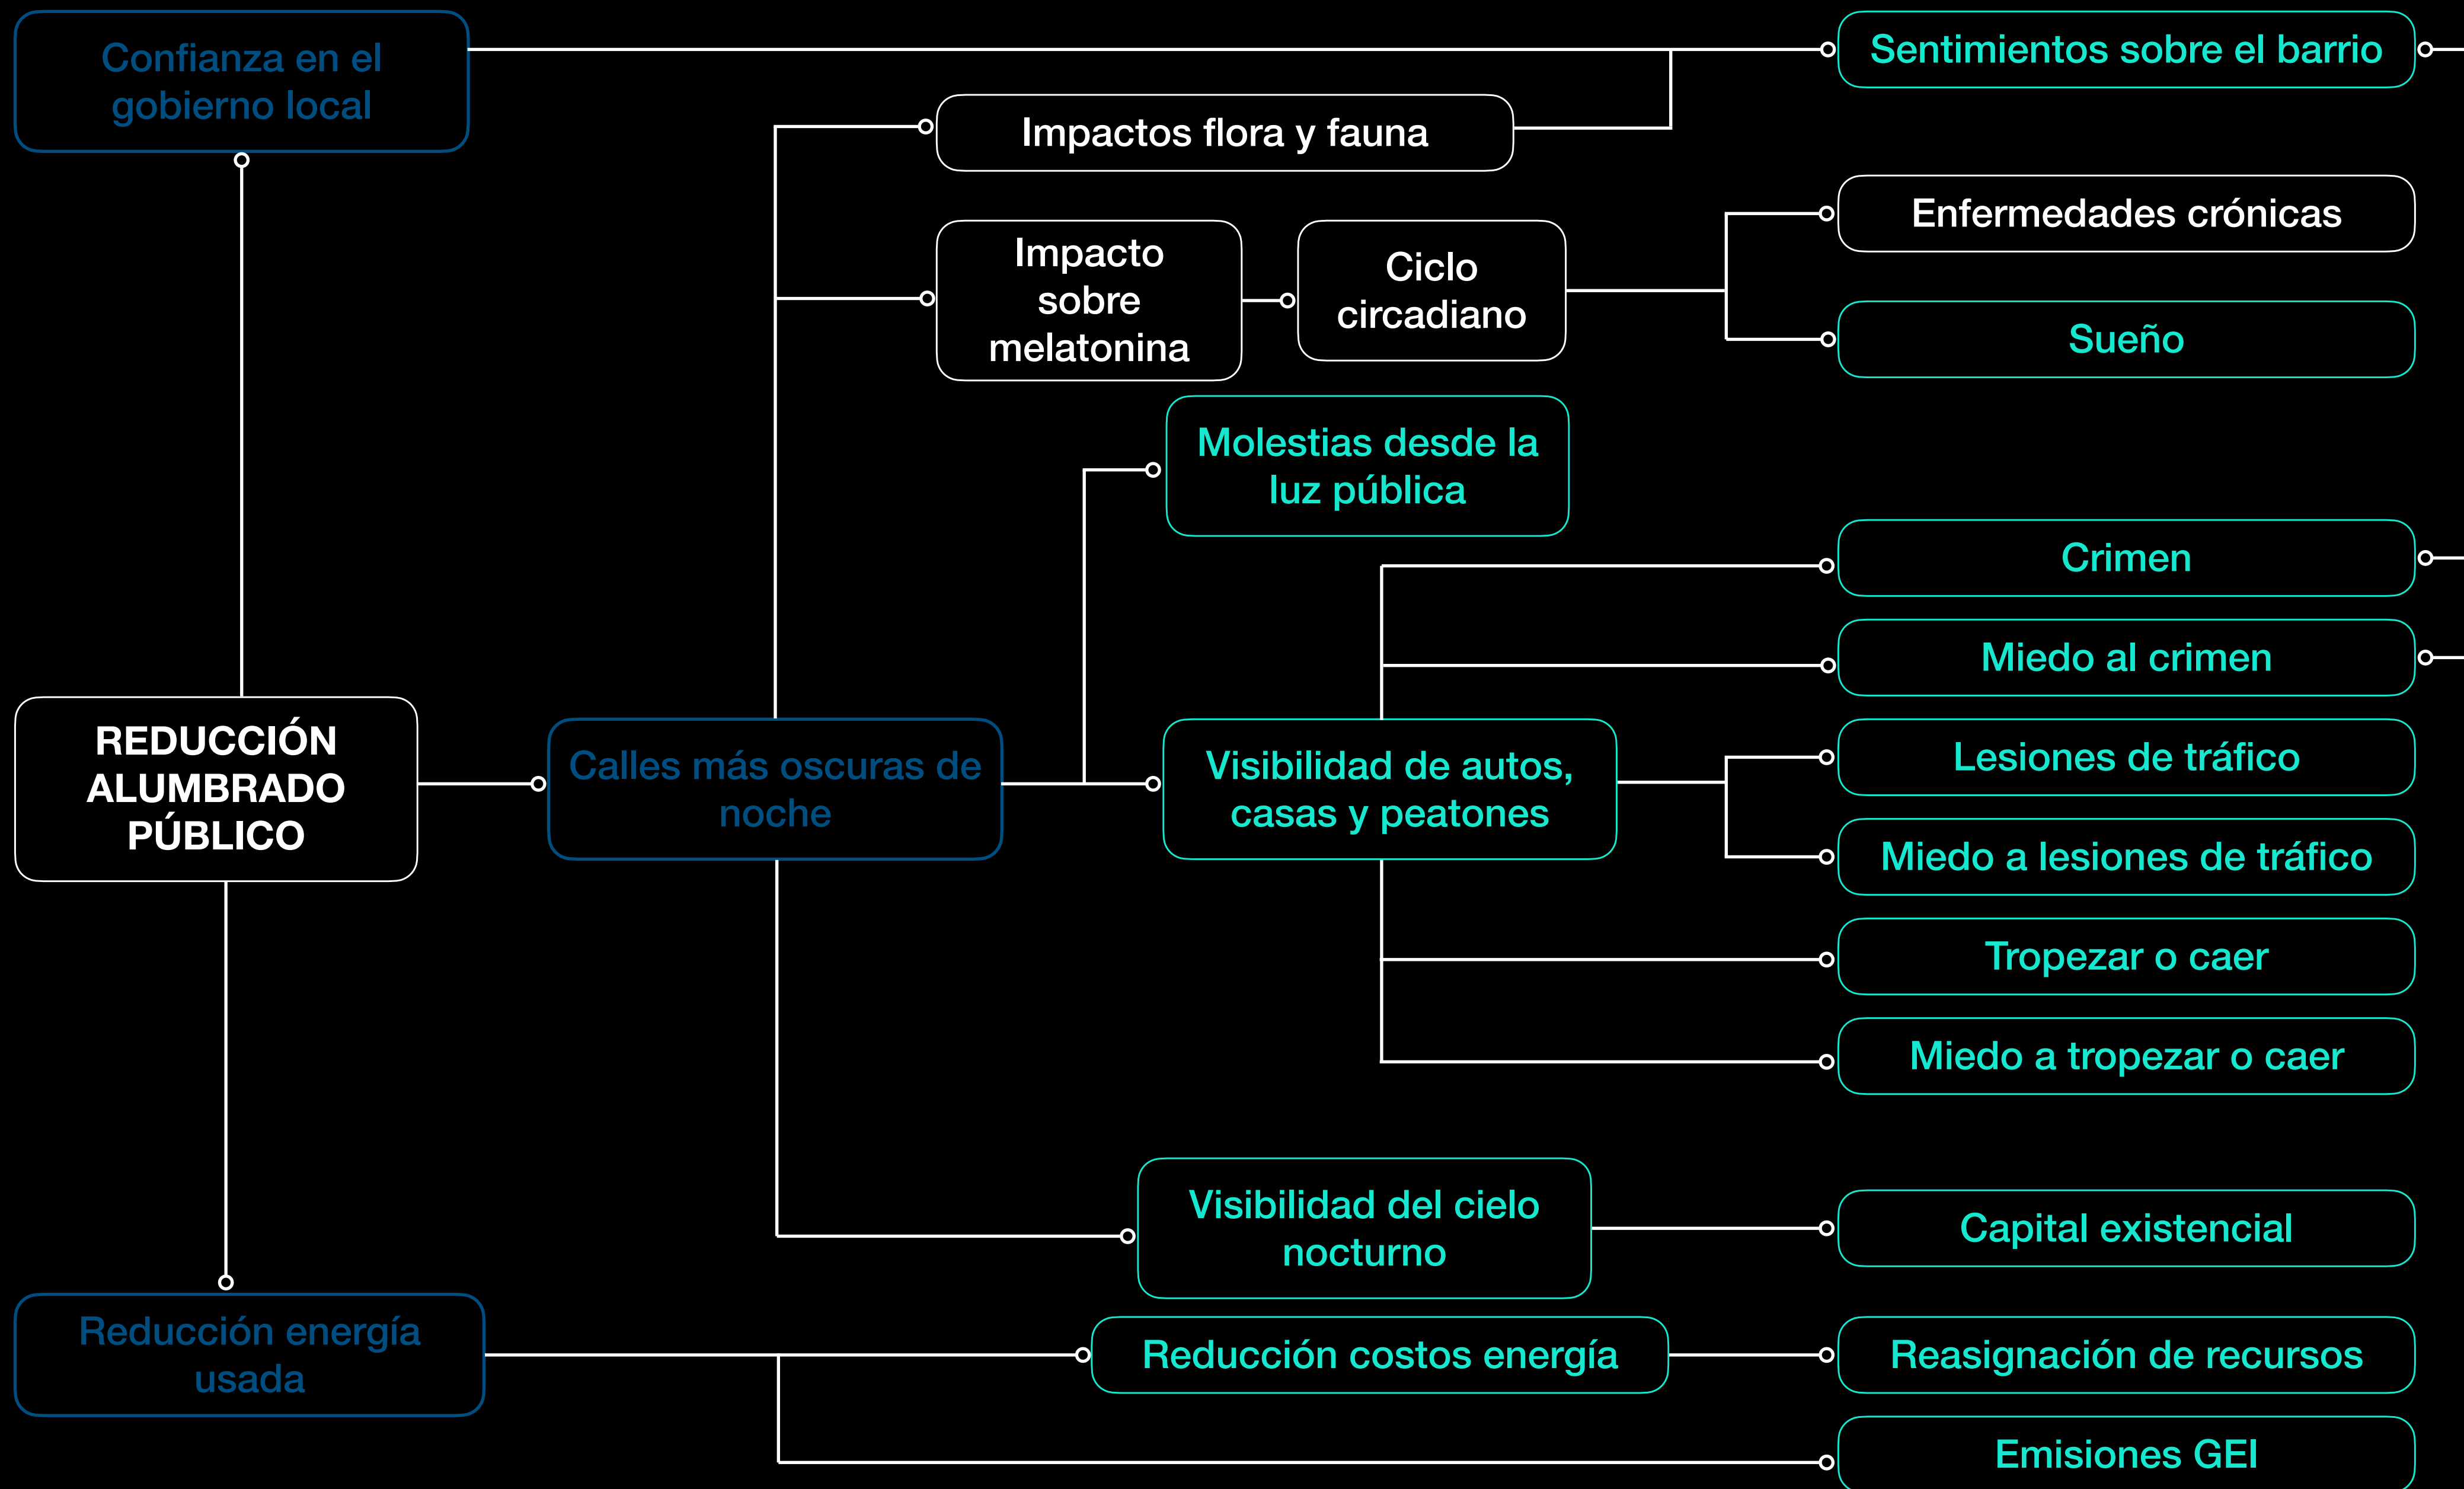 Confianza en el
gobierno local
Sentimientos sobre el barrio
Impactos flora y fauna
Enfermedades crónicas
Impacto
sobre
melatonina
Ciclo
circadiano
Sueño
Molestias desde la
luz pública
Crimen
Miedo al crimen
REDUCCIÓN
ALUMBRADO
PÚBLICO
Calles más oscuras de
noche
Visibilidad de autos,
casas y peatones
Lesiones de tráfico
Miedo a lesiones de tráfico
Tropezar o caer
Miedo a tropezar o caer
Visibilidad del cielo
nocturno
Capital existencial
Reducción energía
usada
Reducción costos energía
Reasignación de recursos
Emisiones GEI